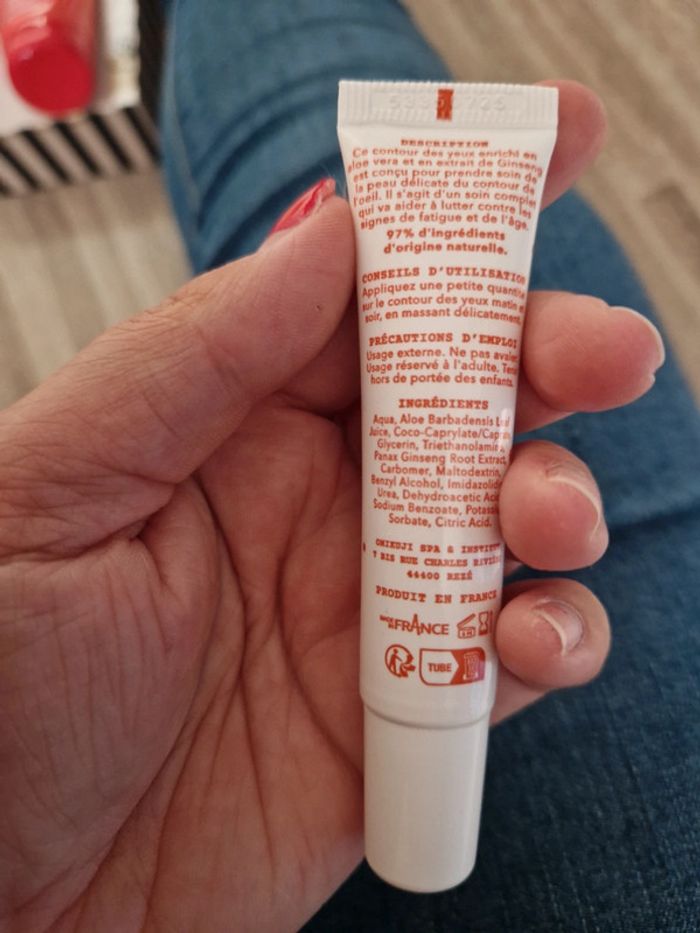 DESCRIPTION
Ce contour des yeux enrichi en
aloe vera et en extrait de Ginseng
est conçu pour prendre soin de
la peau délicate du contour de
l'oeil. Il s'agit d'un soin complet
qui va aider à lutter contre les
signes de fatigue et de l'âge.
97% d'ingrédients
d'origine naturelle.
CONSEILS D'UTILISATION
Appliquez une petite quantité
sur le contour des yeux matin et
soir, en massant délicatement.
PRÉCAUTIONS D'EMPLOI
Usage externe. Ne pas avaler
Usage réservé à l'adulte. Tenir
hors de portée des enfants.
INGRÉDIENTS
Aqua, Aloe Barbadensis Leaf
Juice, Coco-Caprylate/Caprate,
Glycerin, Triethanolamine,
Panax Ginseng Root Extract,
Carbomer, Maltodextrin,
Benzyl Alcohol, Imidazolidinyl
Urea, Dehydroacetic Acid
Sodium Benzoate, Potassium
Sorbate, Citric Acid.
OMIKUJI SPA & INSTITUT
7 BIS RUE CHARLES RIVIÈRE
44400 REZÉ
PRODUIT EN FRANCE
MADE IN FRANCE
TUBE